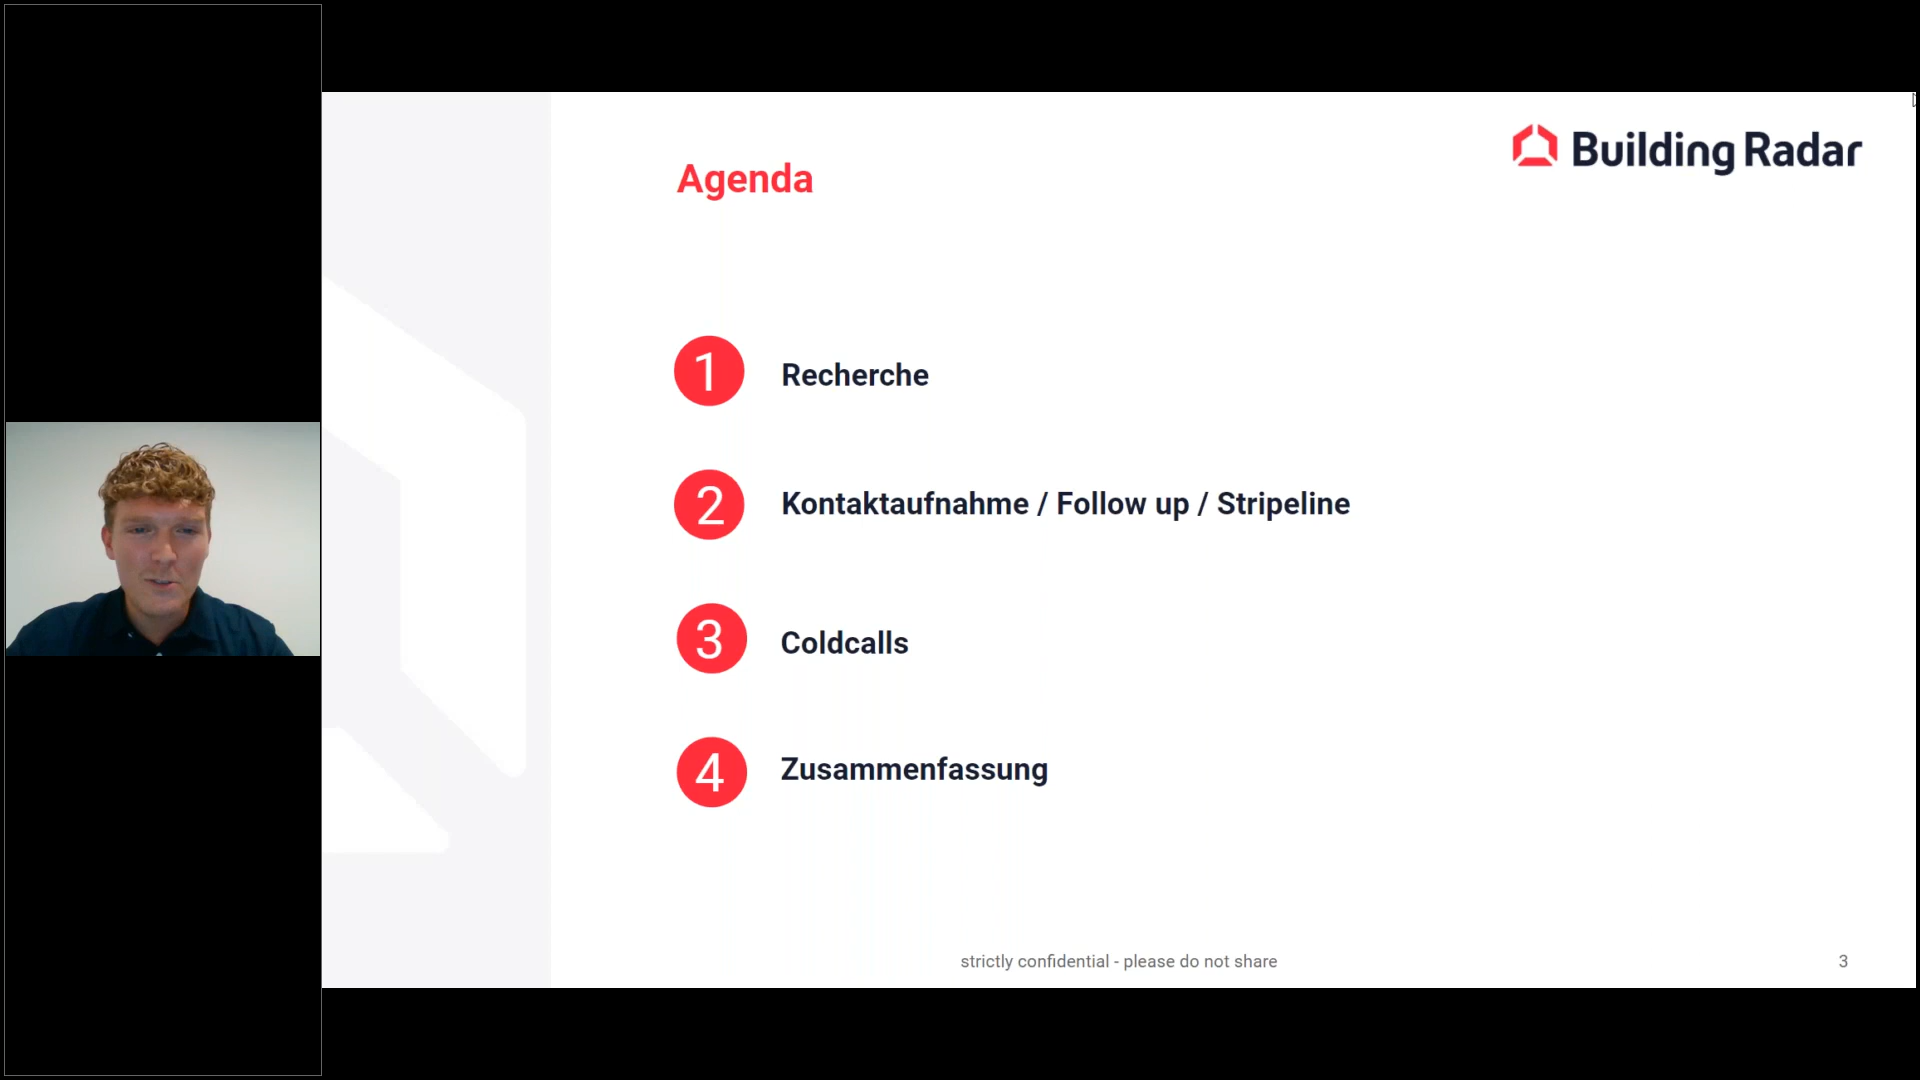 Building Radar
Agenda
1 Recherche
2 Kontaktaufnahme / Follow up / Stripeline
3 Coldcalls
4 Zusammenfassung
strictly confidential - please do not share
3